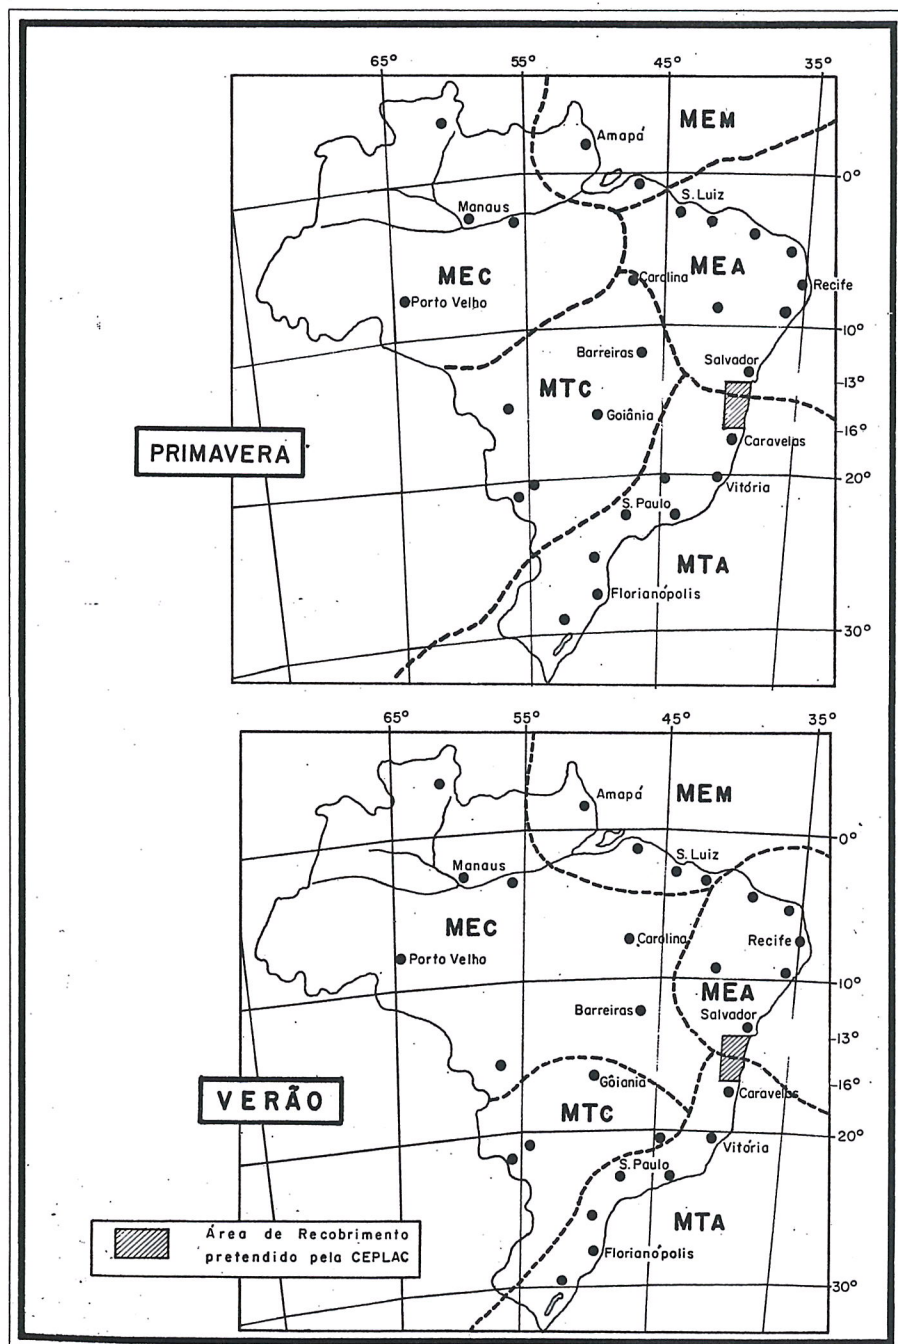 65°
55°
45°
35°
MEM
Amapá
0°
S. Luiz
Manaus
MEC
MEA
Carolina
Recife
Porto Velho
10°
Barreiras
Salvador
13°
MTC
Goiânia
16°
Caravelas
PRIMAVERA
20°
Vitória
S. Paulo
MTA
Florianópolis
30°
65°
55°
45°
35°
Amapá
MEM
0°
S. Luiz
Manaus
MEC
Carolina
Recife
Porto Velho
10°
MEA
Barreiras
Salvador
13°
Gôiania
16°
Caravelas
VERÃO
MTC
20°
Vitória
S. Paulo
MTA
Área de Recobrimento
pretendido pela CEPLAC
Florianópolis
30°